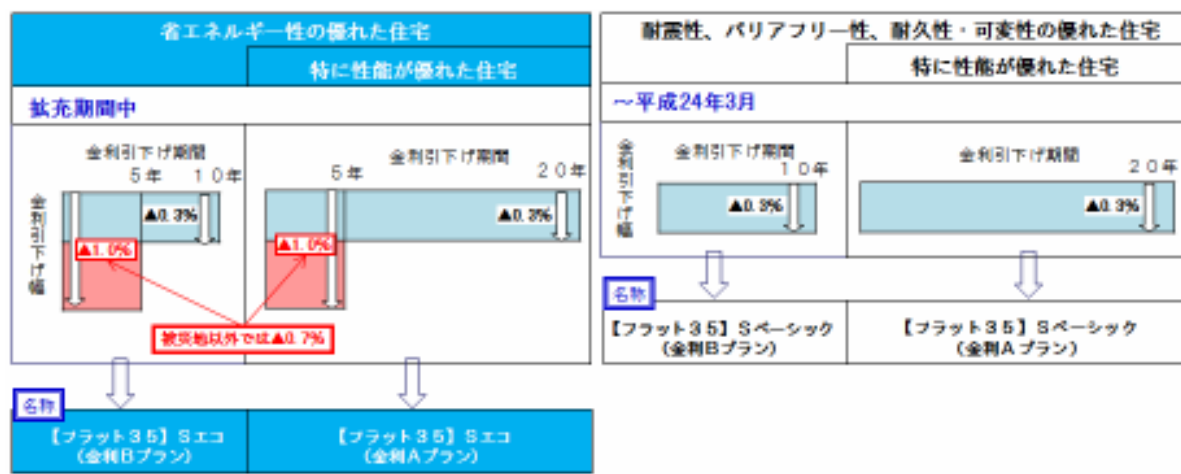 省エネルギー性の優れた住宅
特に性能が優れた住宅
拡充期間中
金利引下げ期間
5年
10年
金利引下げ幅
▲0.3%
▲1.0%
金利引下げ期間
5年
20年
▲0.3%
▲1.0%
被災地以外では▲0.7%
名称
【フラット35】Sエコ
(金利Bプラン)
【フラット35】Sエコ
(金利Aプラン)
耐震性、バリアフリー性、耐久性・可変性の優れた住宅
特に性能が優れた住宅
～平成24年3月
金利引下げ幅
金利引下げ期間
10年
▲0.3%
金利引下げ期間
20年
▲0.3%
名称
【フラット35】Sベーシック
(金利Bプラン)
【フラット35】Sベーシック
(金利Aプラン)